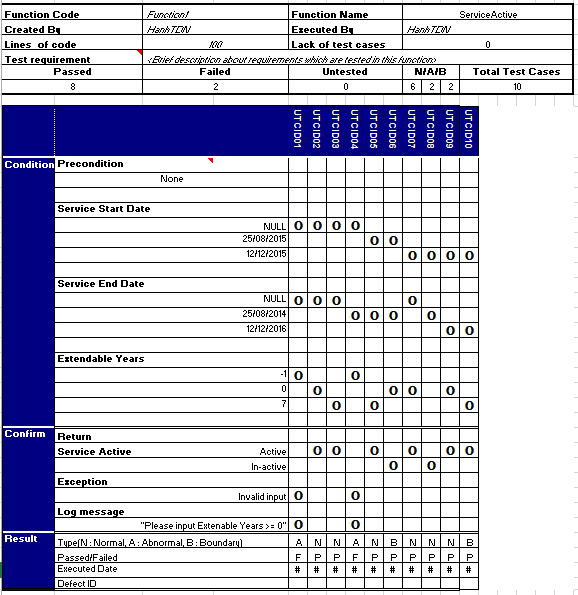 Function Code Function1 Function Name ServiceActive
Created By HanhTDN Executed By HanhTDN
Lines of code 100 Lack of test cases 0
Test requirement <Brief description about requirements which are tested in this function>
Passed Failed Untested N/A/B Total Test Cases
8 2 0 6 2 2 10
UTCID01 UTCID02 UTCID03 UTCID04 UTCID05 UTCID06 UTCID07 UTCID08 UTCID09 UTCID10
Condition Precondition
None
Service Start Date
NULL O O O O
25/08/2015 O O
12/12/2015 O O O O
Service End Date
NULL O O O O
25/08/2014 O O O O
12/12/2016 O O
Extendable Years
-1 O O
0 O O O O
7 O O O
Confirm Return
Service Active Active O O O O O O
In-active O O
Exception
Invalid input O O
Log message
"Please input Extenable Years >= 0" O O
Result Type(N : Normal, A : Abnormal, B : Boundary) A N N A N B N N N B
Passed/Failed F P P F P P P P P P
Executed Date # # # # # # # # # #
Defect ID